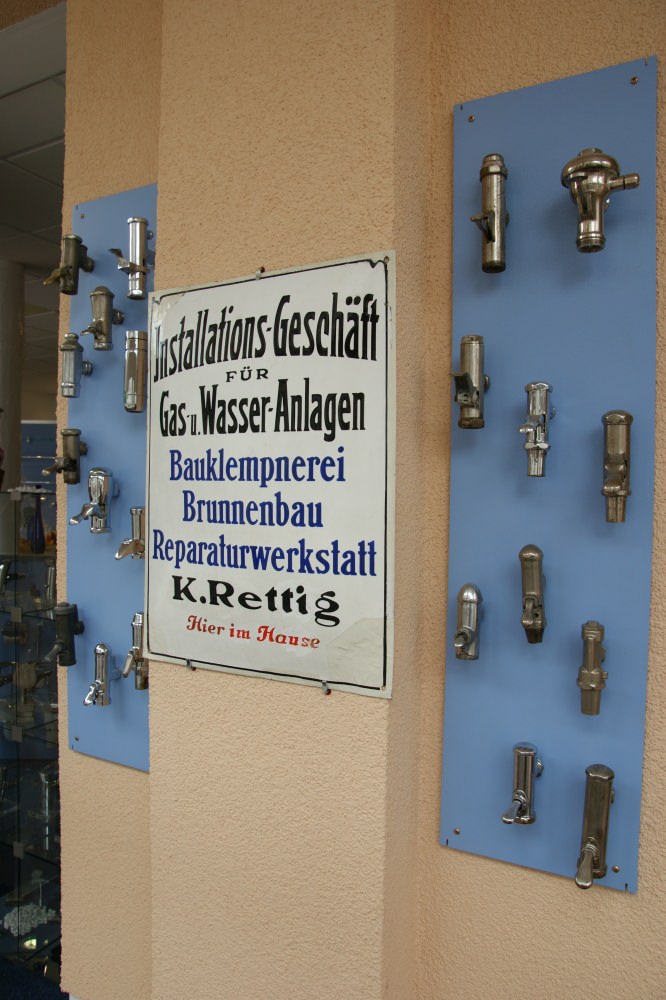 Installations-Geschäft
FÜR
Gas- u. Wasser-Anlagen
Bauklempnerei
Brunnenbau
Reparaturwerkstatt
K. Rettig
Hier im Hause